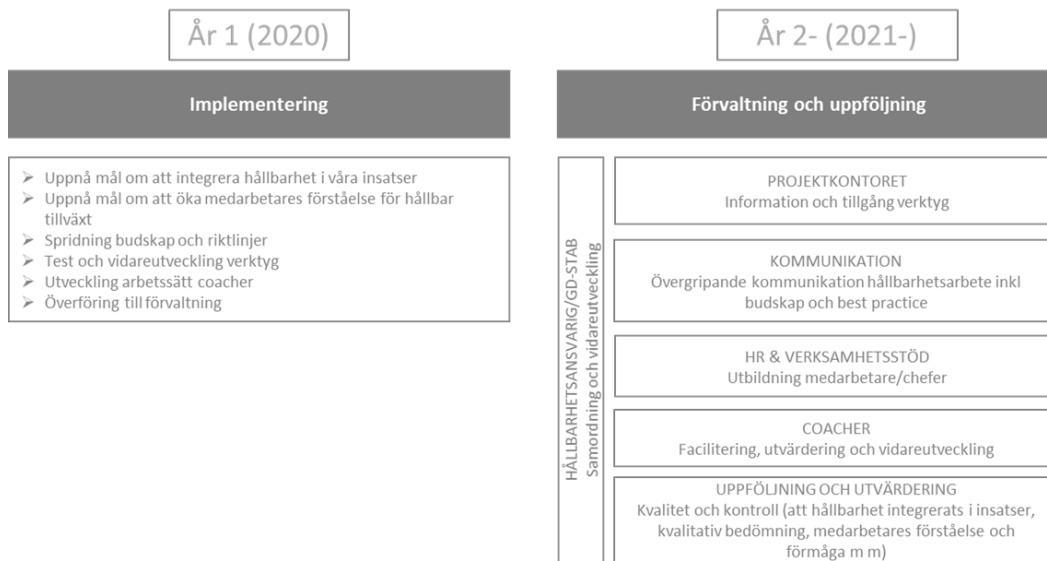 År 1 (2020)
Implementering
Uppnå mål om att integrera hållbarhet i våra insatser
Uppnå mål om att öka medarbetares förståelse för hållbar
tillväxt
Spridning budskap och riktlinjer
Test och vidareutveckling verktyg
Utveckling arbetssätt coacher
Överföring till förvaltning
År 2- (2021-)
Förvaltning och uppföljning
HÅLLBARHETSANSVARIG/GD-STAB
Samordning och vidareutveckling
PROJEKTKONTORET
Information och tillgång verktyg
KOMMUNIKATION
Övergripande kommunikation hållbarhetsarbete inkl
budskap och best practice
HR & VERKSAMHETSSTÖD
Utbildning medarbetare/chefer
COACHER
Facilitering, utvärdering och vidareutveckling
UPPFÖLJNING OCH UTVÄRDERING
Kvalitet och kontroll (att hållbarhet integrerats i insatser,
kvalitativ bedömning, medarbetares förståelse och
förmåga m m)